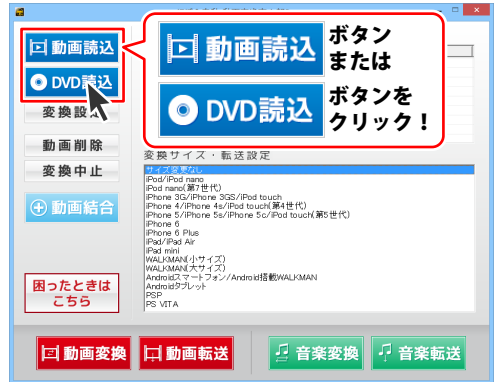 動画読込
DVD読込
変換設定
動画削除
変換中止
動画結合
困ったときは
こちら
動画読込
ボタン
または
DVD読込
ボタンを
クリック！
変換サイズ・転送設定
サイズ変更なし
iPod/iPod nano
iPod nano(第7世代)
iPhone 3G/iPhone 3GS/iPod touch
iPhone 4/iPhone 4s/iPod touch(第4世代)
iPhone 5/iPhone 5s/iPhone 5c/iPod touch(第5世代)
iPhone 6
iPhone 6 Plus
iPad/iPad Air
iPad mini
WALKMAN(小サイズ)
WALKMAN(大サイズ)
Androidスマートフォン/Android搭載WALKMAN
Androidタブレット
PSP
PS VITA
動画変換
動画転送
音楽変換
音楽転送